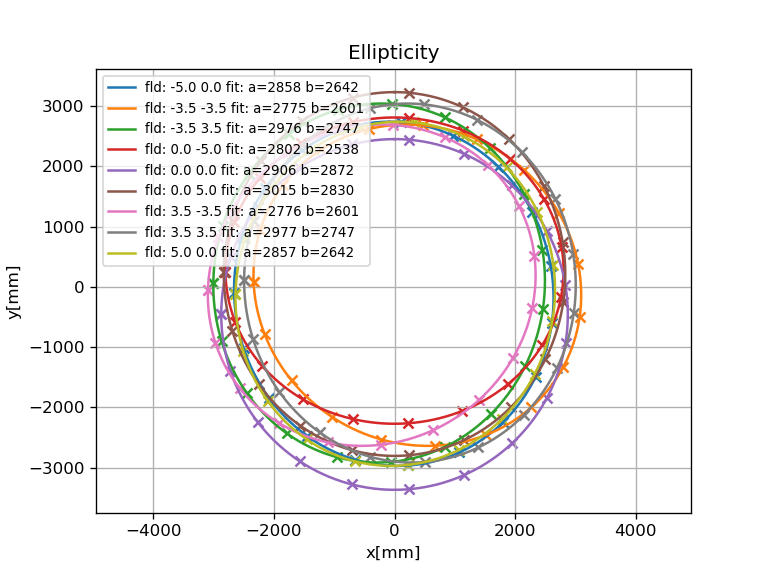 Ellipticity
fld: -5.0 0.0 fit: a=2858 b=2642
fld: -3.5 -3.5 fit: a=2775 b=2601
fld: -3.5 3.5 fit: a=2976 b=2747
fld: 0.0 -5.0 fit: a=2802 b=2538
fld: 0.0 0.0 fit: a=2906 b=2872
fld: 0.0 5.0 fit: a=3015 b=2830
fld: 3.5 -3.5 fit: a=2776 b=2601
fld: 3.5 3.5 fit: a=2977 b=2747
fld: 5.0 0.0 fit: a=2857 b=2642
3000
2000
1000
0
−1000
−2000
−3000
y[mm]
−4000 −2000 0 2000 4000
x[mm]